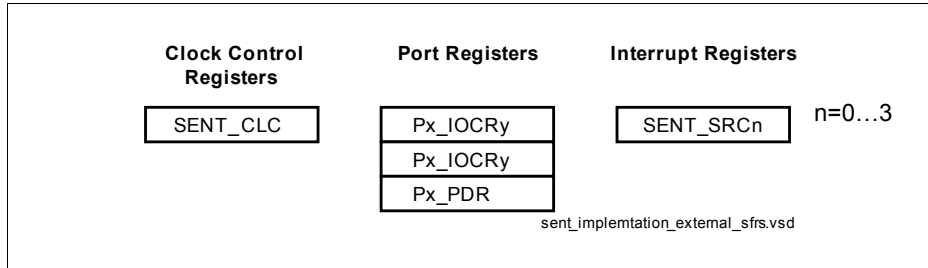 Clock Control
Registers
Port Registers
Interrupt Registers
SENT_CLC
Px_IOCRy
SENT_SRCn
n=0…3
Px_IOCRy
Px_PDR
sent_implemtation_external_sfrs.vsd